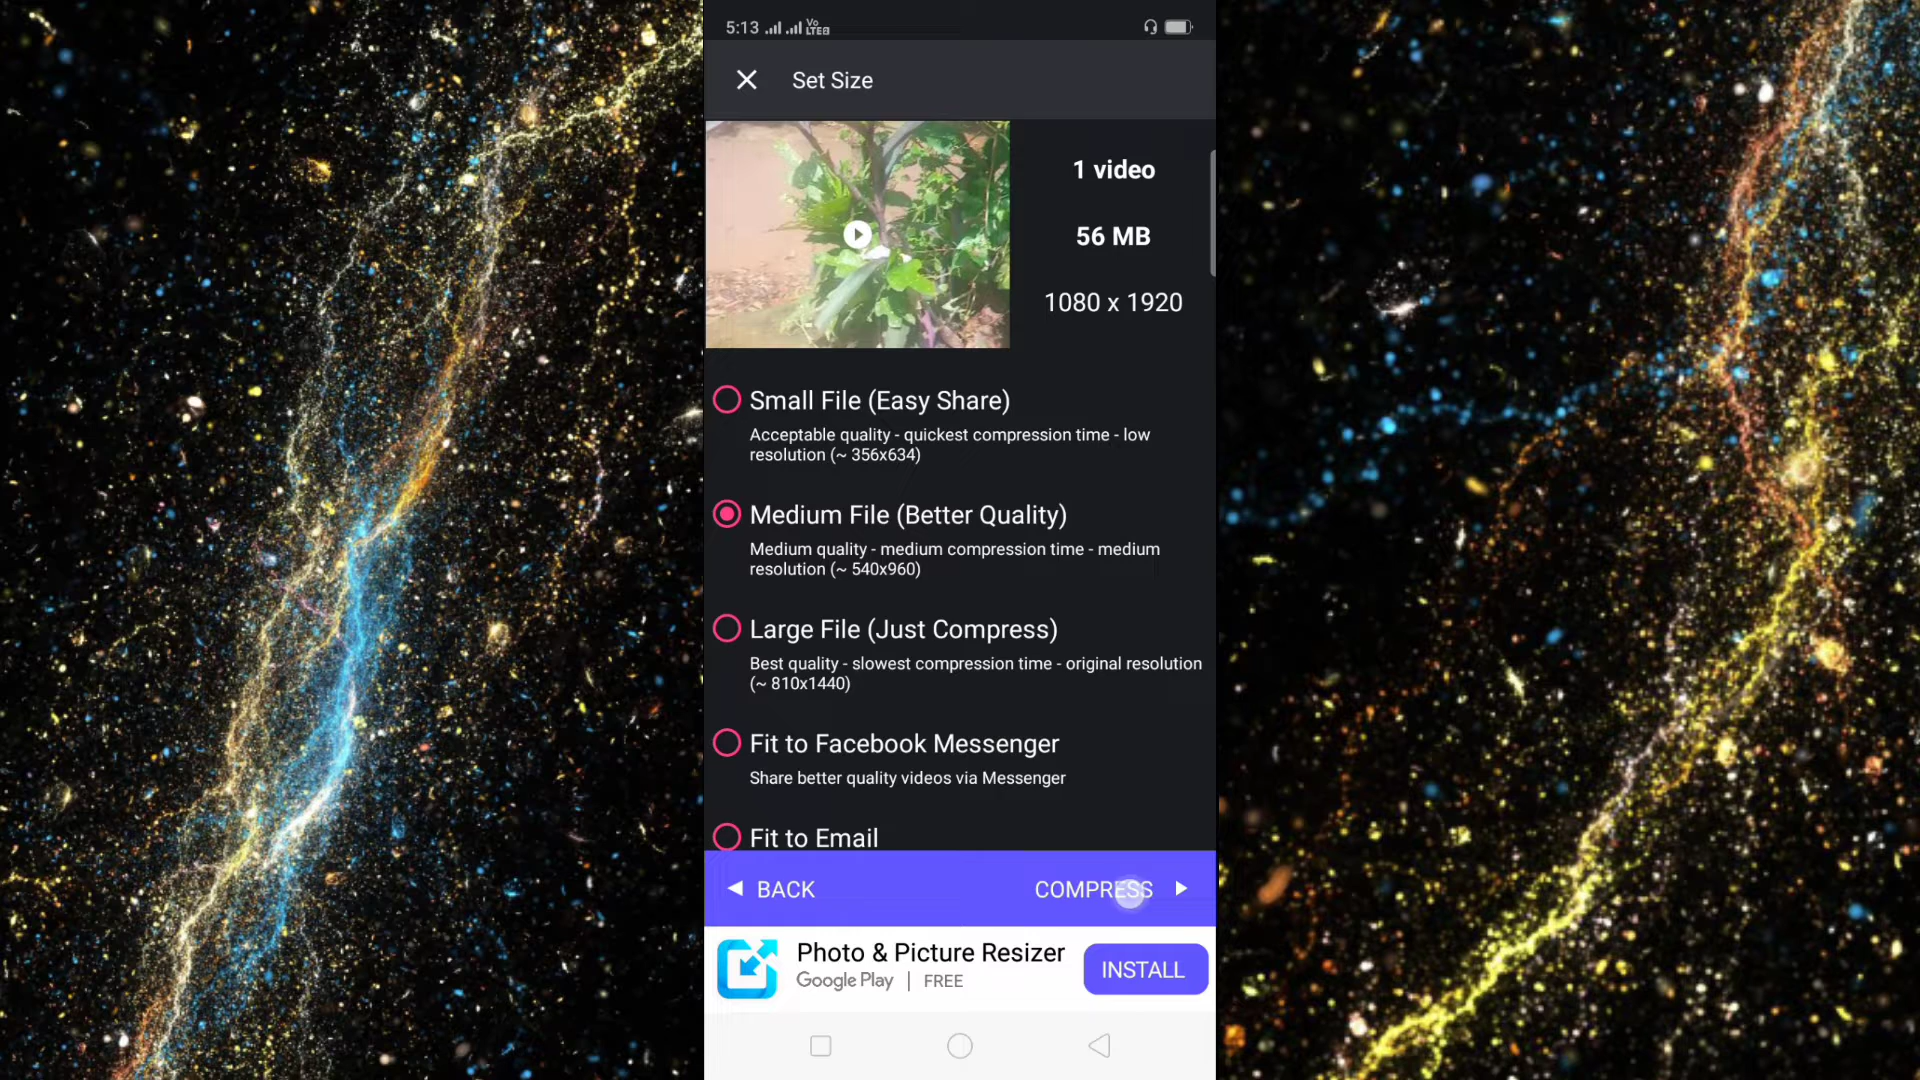 5:13 Vo LTE
Set Size
1 video
56 MB
1080 x 1920
Small File (Easy Share)
Acceptable quality - quickest compression time - low
resolution (~ 356x634)
Medium File (Better Quality)
Medium quality - medium compression time - medium
resolution (~ 540x960)
Large File (Just Compress)
Best quality - slowest compression time - original resolution
(~ 810x1440)
Fit to Facebook Messenger
Share better quality videos via Messenger
Fit to Email
BACK
COMPRESS
Photo & Picture Resizer
Google Play | FREE
INSTALL